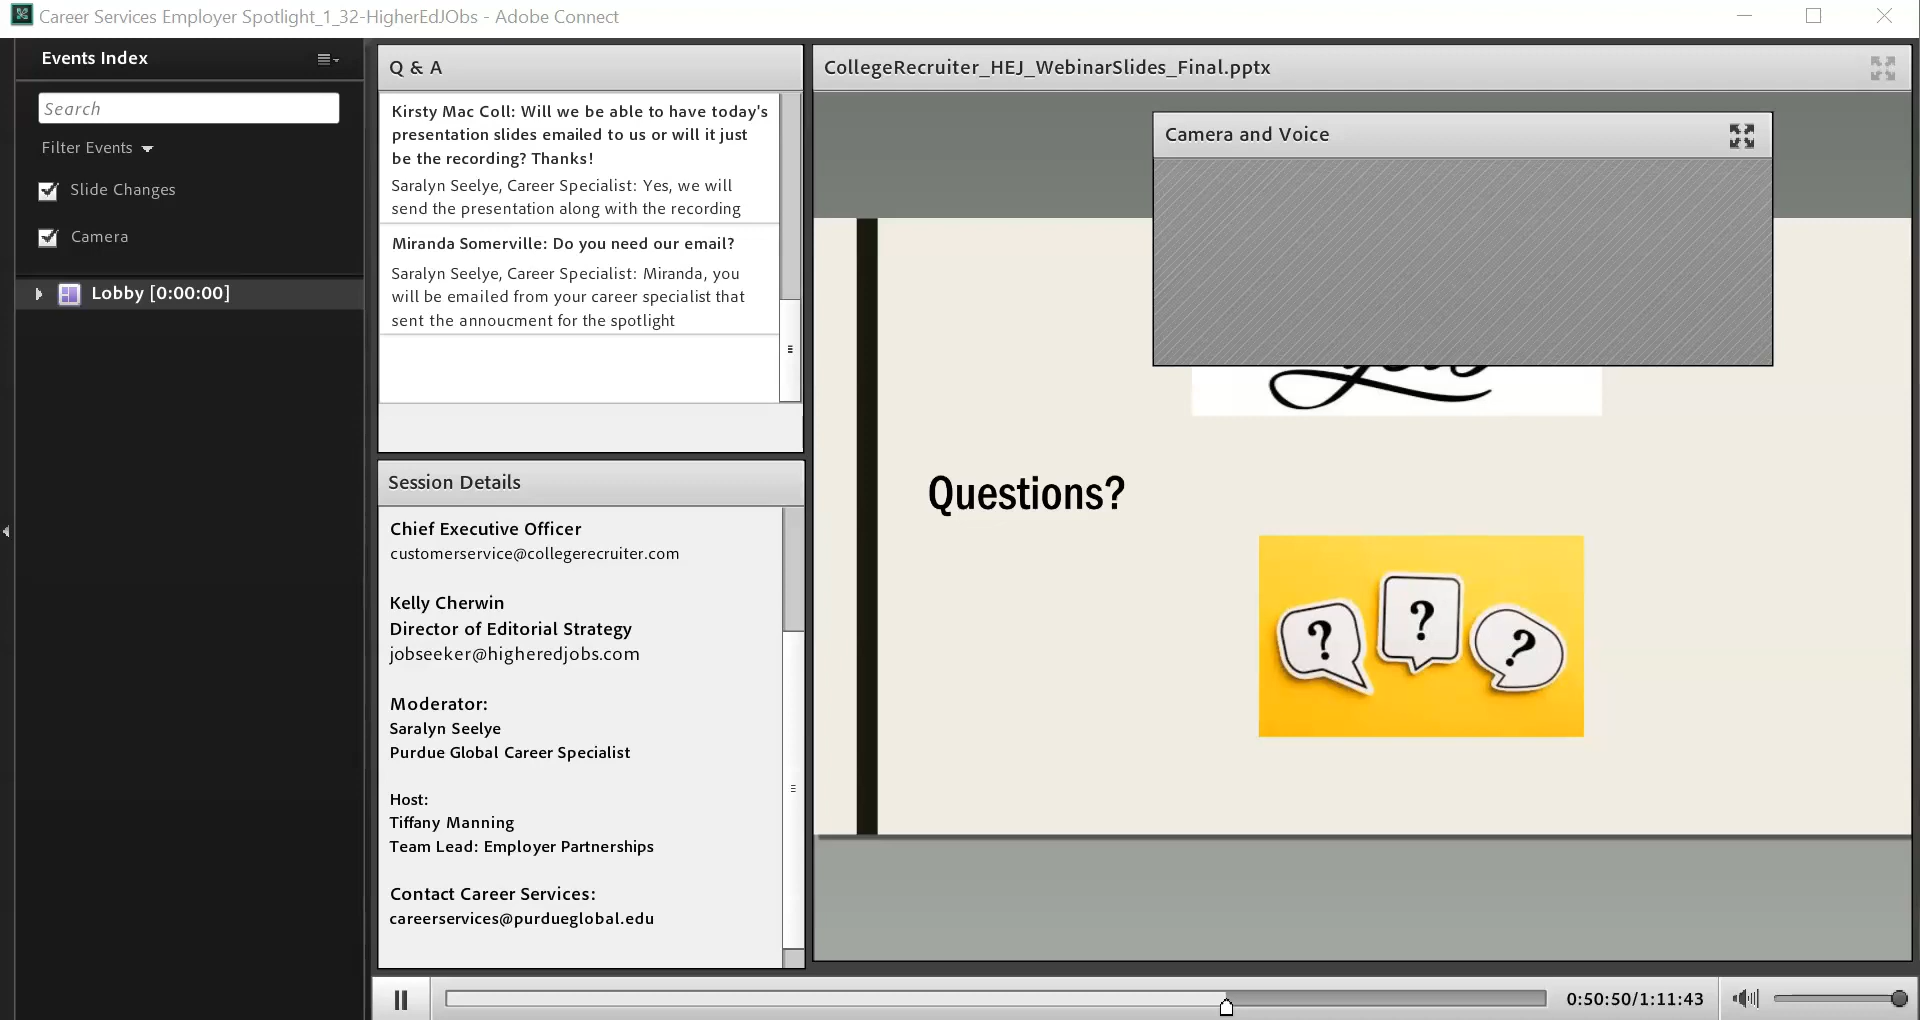 Career Services Employer Spotlight_1_32-HigherEdJObs - Adobe Connect
Events Index
Search
Filter Events
Slide Changes
Camera
Lobby [0:00:00]
Q & A
Kirsty Mac Coll: Will we be able to have today's
presentation slides emailed to us or will it just
be the recording? Thanks!
Saralyn Seelye, Career Specialist: Yes, we will
send the presentation along with the recording
Miranda Somerville: Do you need our email?
Saralyn Seelye, Career Specialist: Miranda, you
will be emailed from your career specialist that
sent the annoucment for the spotlight
Session Details
Chief Executive Officer
customerservice@collegerecruiter.com
Kelly Cherwin
Director of Editorial Strategy
jobseeker@higheredjobs.com
Moderator:
Saralyn Seelye
Purdue Global Career Specialist
Host:
Tiffany Manning
Team Lead: Employer Partnerships
Contact Career Services:
careerservices@purdueglobal.edu
CollegeRecruiter_HEJ_WebinarSlides_Final.pptx
Camera and Voice
Questions?
? ? ?
0:50:50/1:11:43